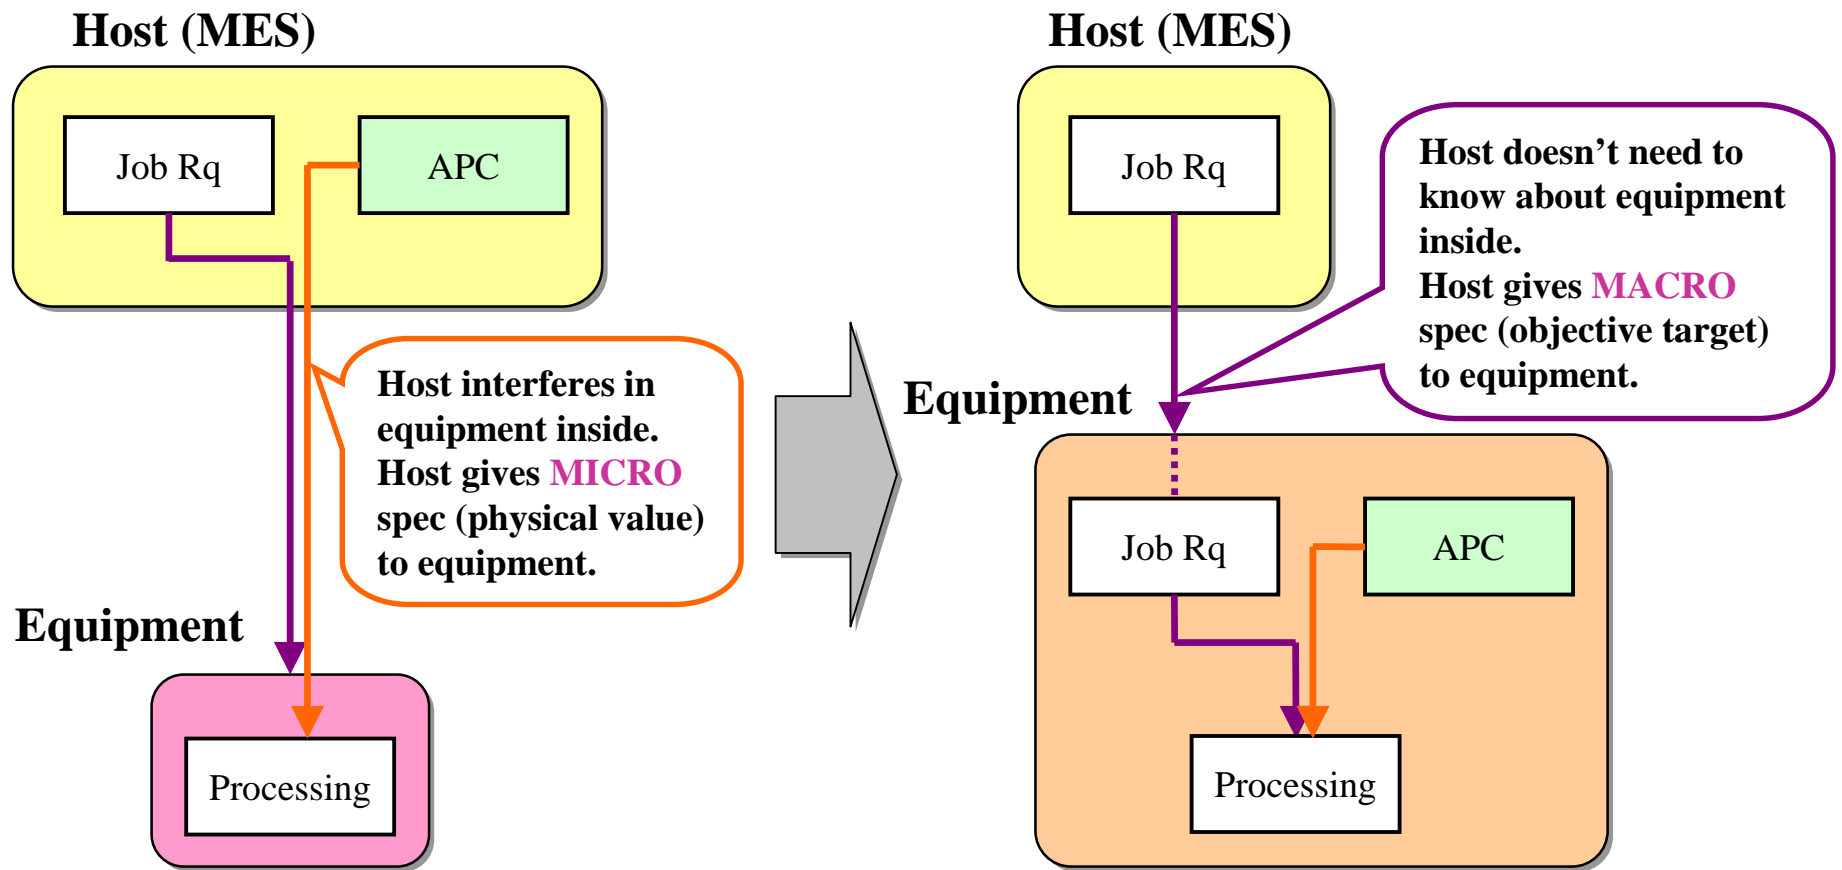 Host (MES)
Job Rq
APC
Host interferes in
equipment inside.
Host gives MICRO
spec (physical value)
to equipment.
Equipment
Processing
Host (MES)
Job Rq
Host doesn’t need to
know about equipment
inside.
Host gives MACRO
spec (objective target)
to equipment.
Equipment
Job Rq
APC
Processing